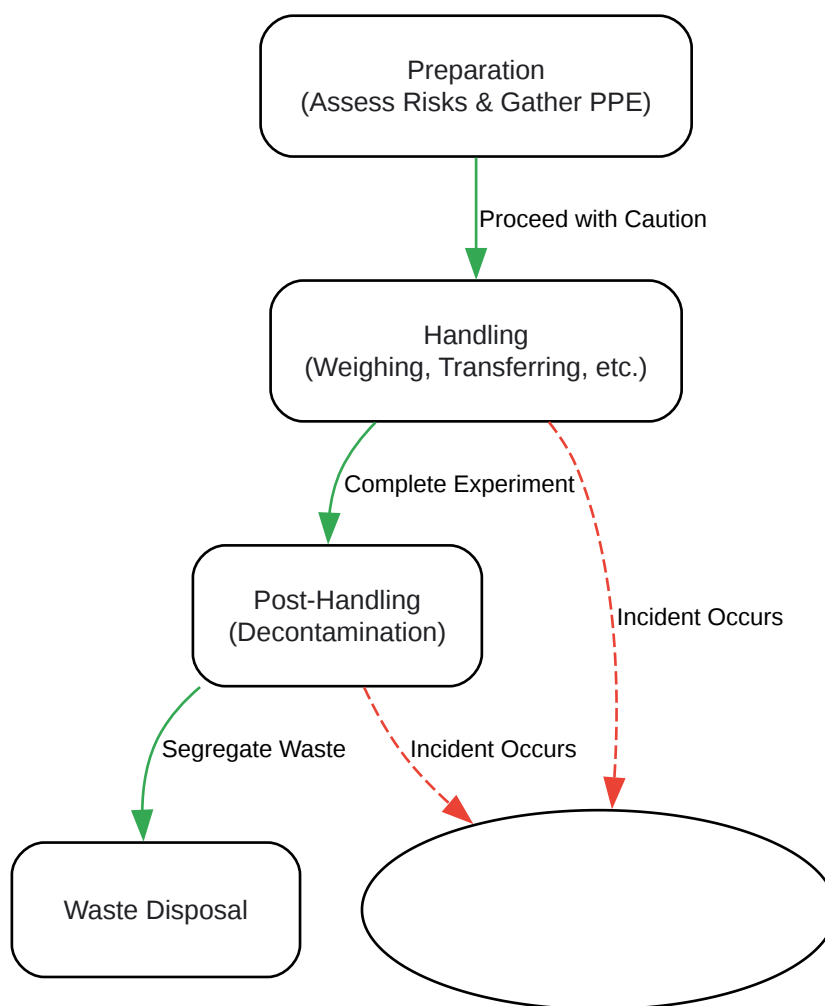 Preparation
(Assess Risks & Gather PPE)
Proceed with Caution
Handling
(Weighing, Transferring, etc.)
Complete Experiment
Post-Handling
(Decontamination)
Incident Occurs
Segregate Waste
Incident Occurs
Waste Disposal